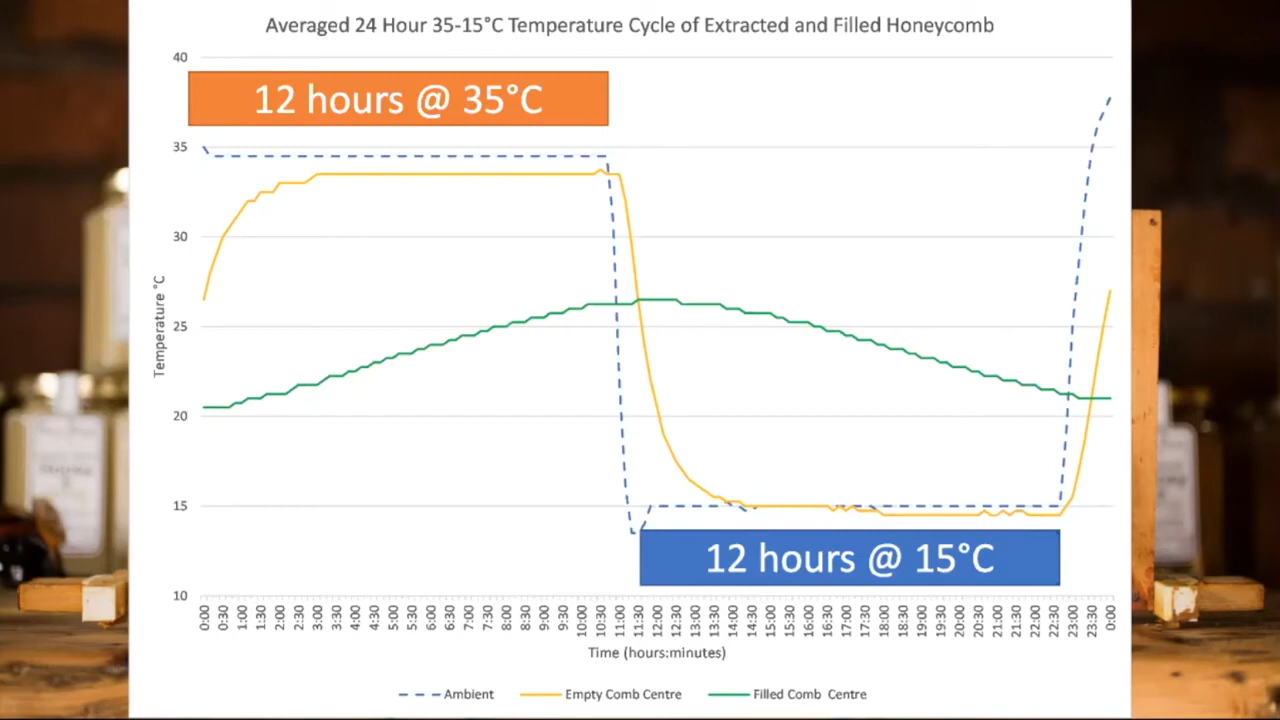 Averaged 24 Hour 35-15°C Temperature Cycle of Extracted and Filled Honeycomb
40
12 hours @ 35°C
35
30
Temperature °C
25
20
15
12 hours @ 15°C
10
0:00 0:30 1:00 1:30 2:00 2:30 3:00 3:30 4:00 4:30 5:00 5:30 6:00 6:30 7:00 7:30 8:00 8:30 9:00 9:30 10:00 10:30 11:00 11:30 12:00 12:30 13:00 13:30 14:00 14:30 15:00 15:30 16:00 16:30 17:00 17:30 18:00 18:30 19:00 19:30 20:00 20:30 21:00 21:30 22:00 22:30 23:00 23:30 0:00
Time (hours:minutes)
Ambient Empty Comb Centre Filled Comb Centre